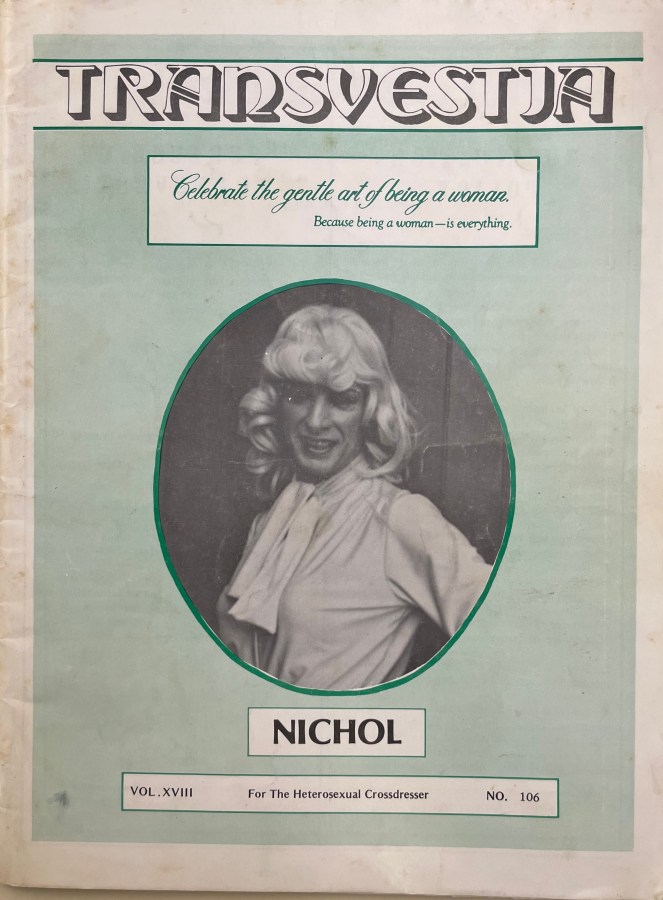 TRANSVESTIA
Celebrate the gentle art of being a woman.
Because being a woman—is everything.
NICHOL
VOL.XVIII For The Heterosexual Crossdresser NO. 106